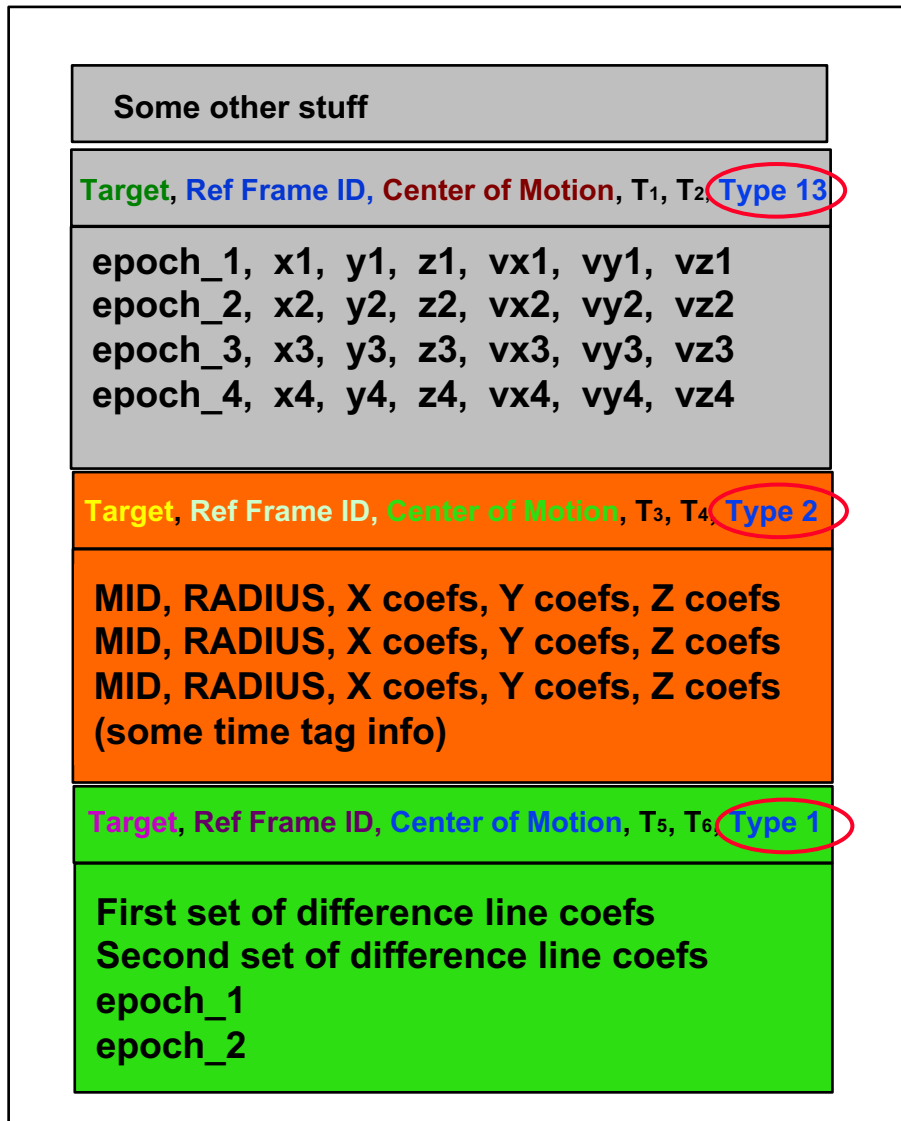 Some other stuff
Target, Ref Frame ID, Center of Motion, T1, T2, Type 13
epoch_1, x1, y1, z1, vx1, vy1, vz1
epoch_2, x2, y2, z2, vx2, vy2, vz2
epoch_3, x3, y3, z3, vx3, vy3, vz3
epoch_4, x4, y4, z4, vx4, vy4, vz4
Target, Ref Frame ID, Center of Motion, T3, T4, Type 2
MID, RADIUS, X coefs, Y coefs, Z coefs
MID, RADIUS, X coefs, Y coefs, Z coefs
MID, RADIUS, X coefs, Y coefs, Z coefs
(some time tag info)
Target, Ref Frame ID, Center of Motion, T5, T6, Type 1
First set of difference line coefs
Second set of difference line coefs
epoch_1
epoch_2